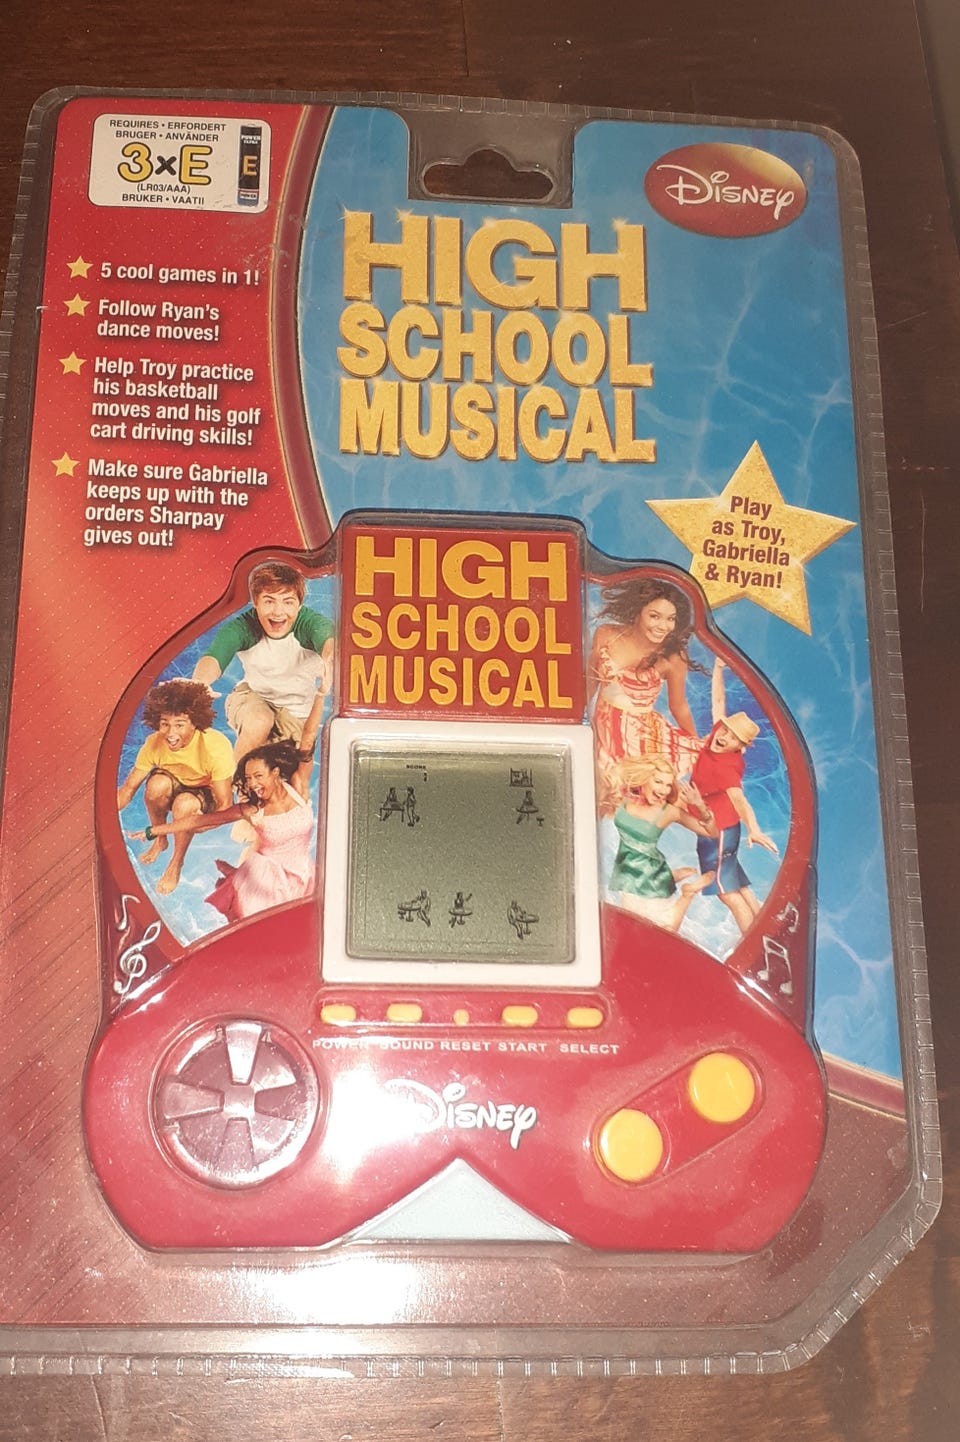 REQUIRES • ERFORDERT
BRUGER • ANVÄNDER
3xE
(LR03/AAA)
BRUKER • VAATII
E
DISNEY
HIGH
SCHOOL
MUSICAL
5 cool games in 1!
Follow Ryan's
dance moves!
Help Troy practice
his basketball
moves and his golf
cart driving skills!
Make sure Gabriella
keeps up with the
orders Sharpay
gives out!
Play
as Troy,
Gabriella
& Ryan!
HIGH
SCHOOL
MUSICAL
SCORE
POWER SOUND RESET START SELECT
DISNEY